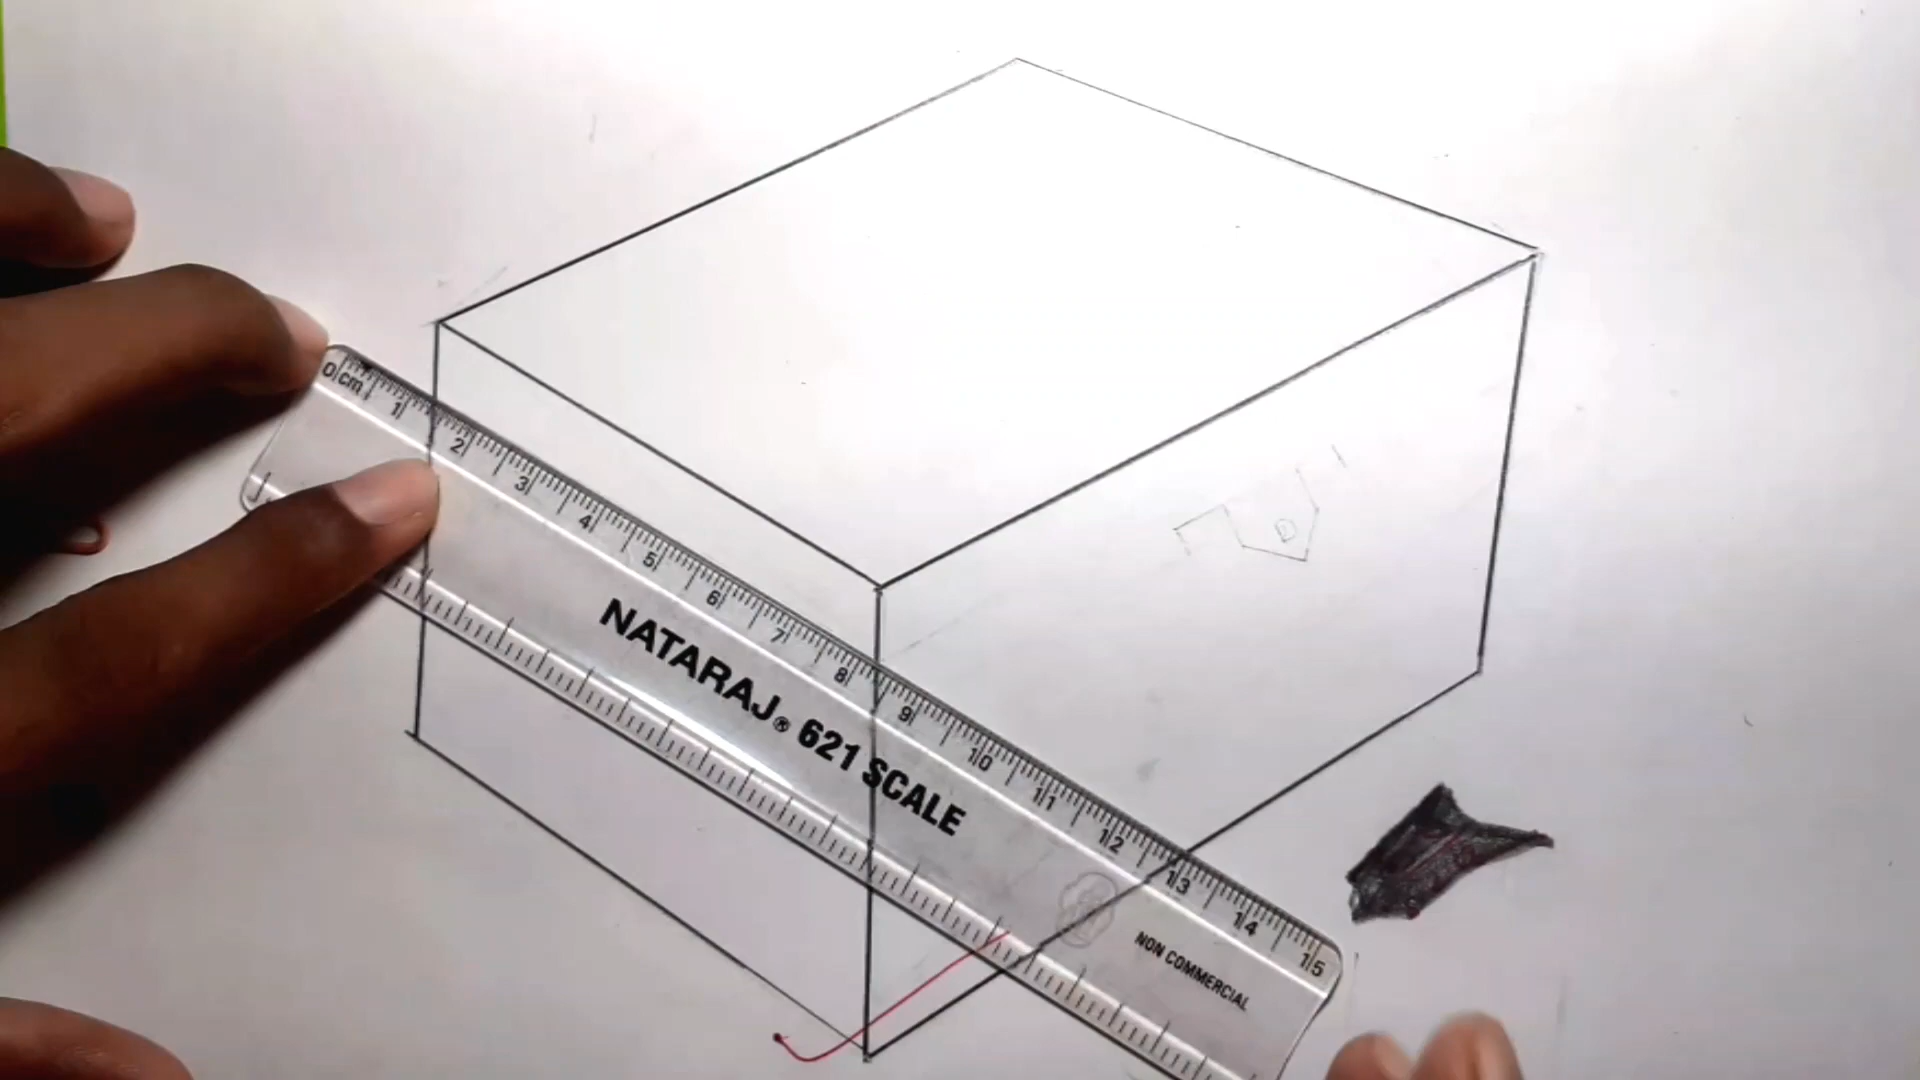 0 cm 1 2 3 4 5 6 7 8 9 10 11 12 13 14 15
NATARAJ® 621 SCALE
NON COMMERCIAL